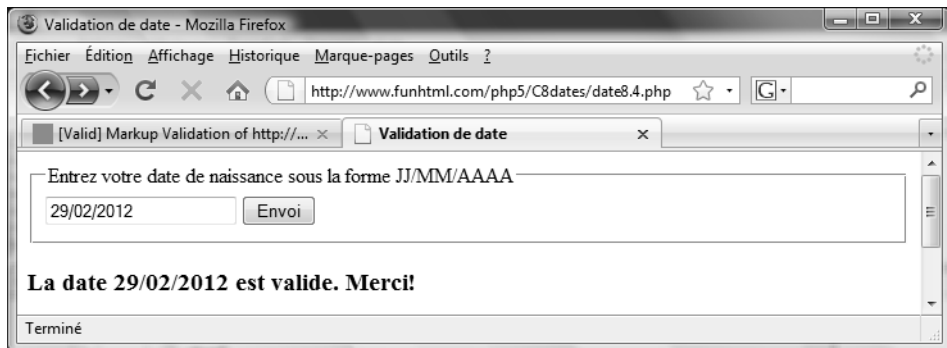 Validation de date - Mozilla Firefox
Fichier Édition Affichage Historique Marque-pages Outils ?
http://www.funhtml.com/php5/C8dates/date8.4.php G
[Valid] Markup Validation of http://... Validation de date
Entrez votre date de naissance sous la forme JJ/MM/AAAA
29/02/2012 Envoi
La date 29/02/2012 est valide. Merci!
Terminé